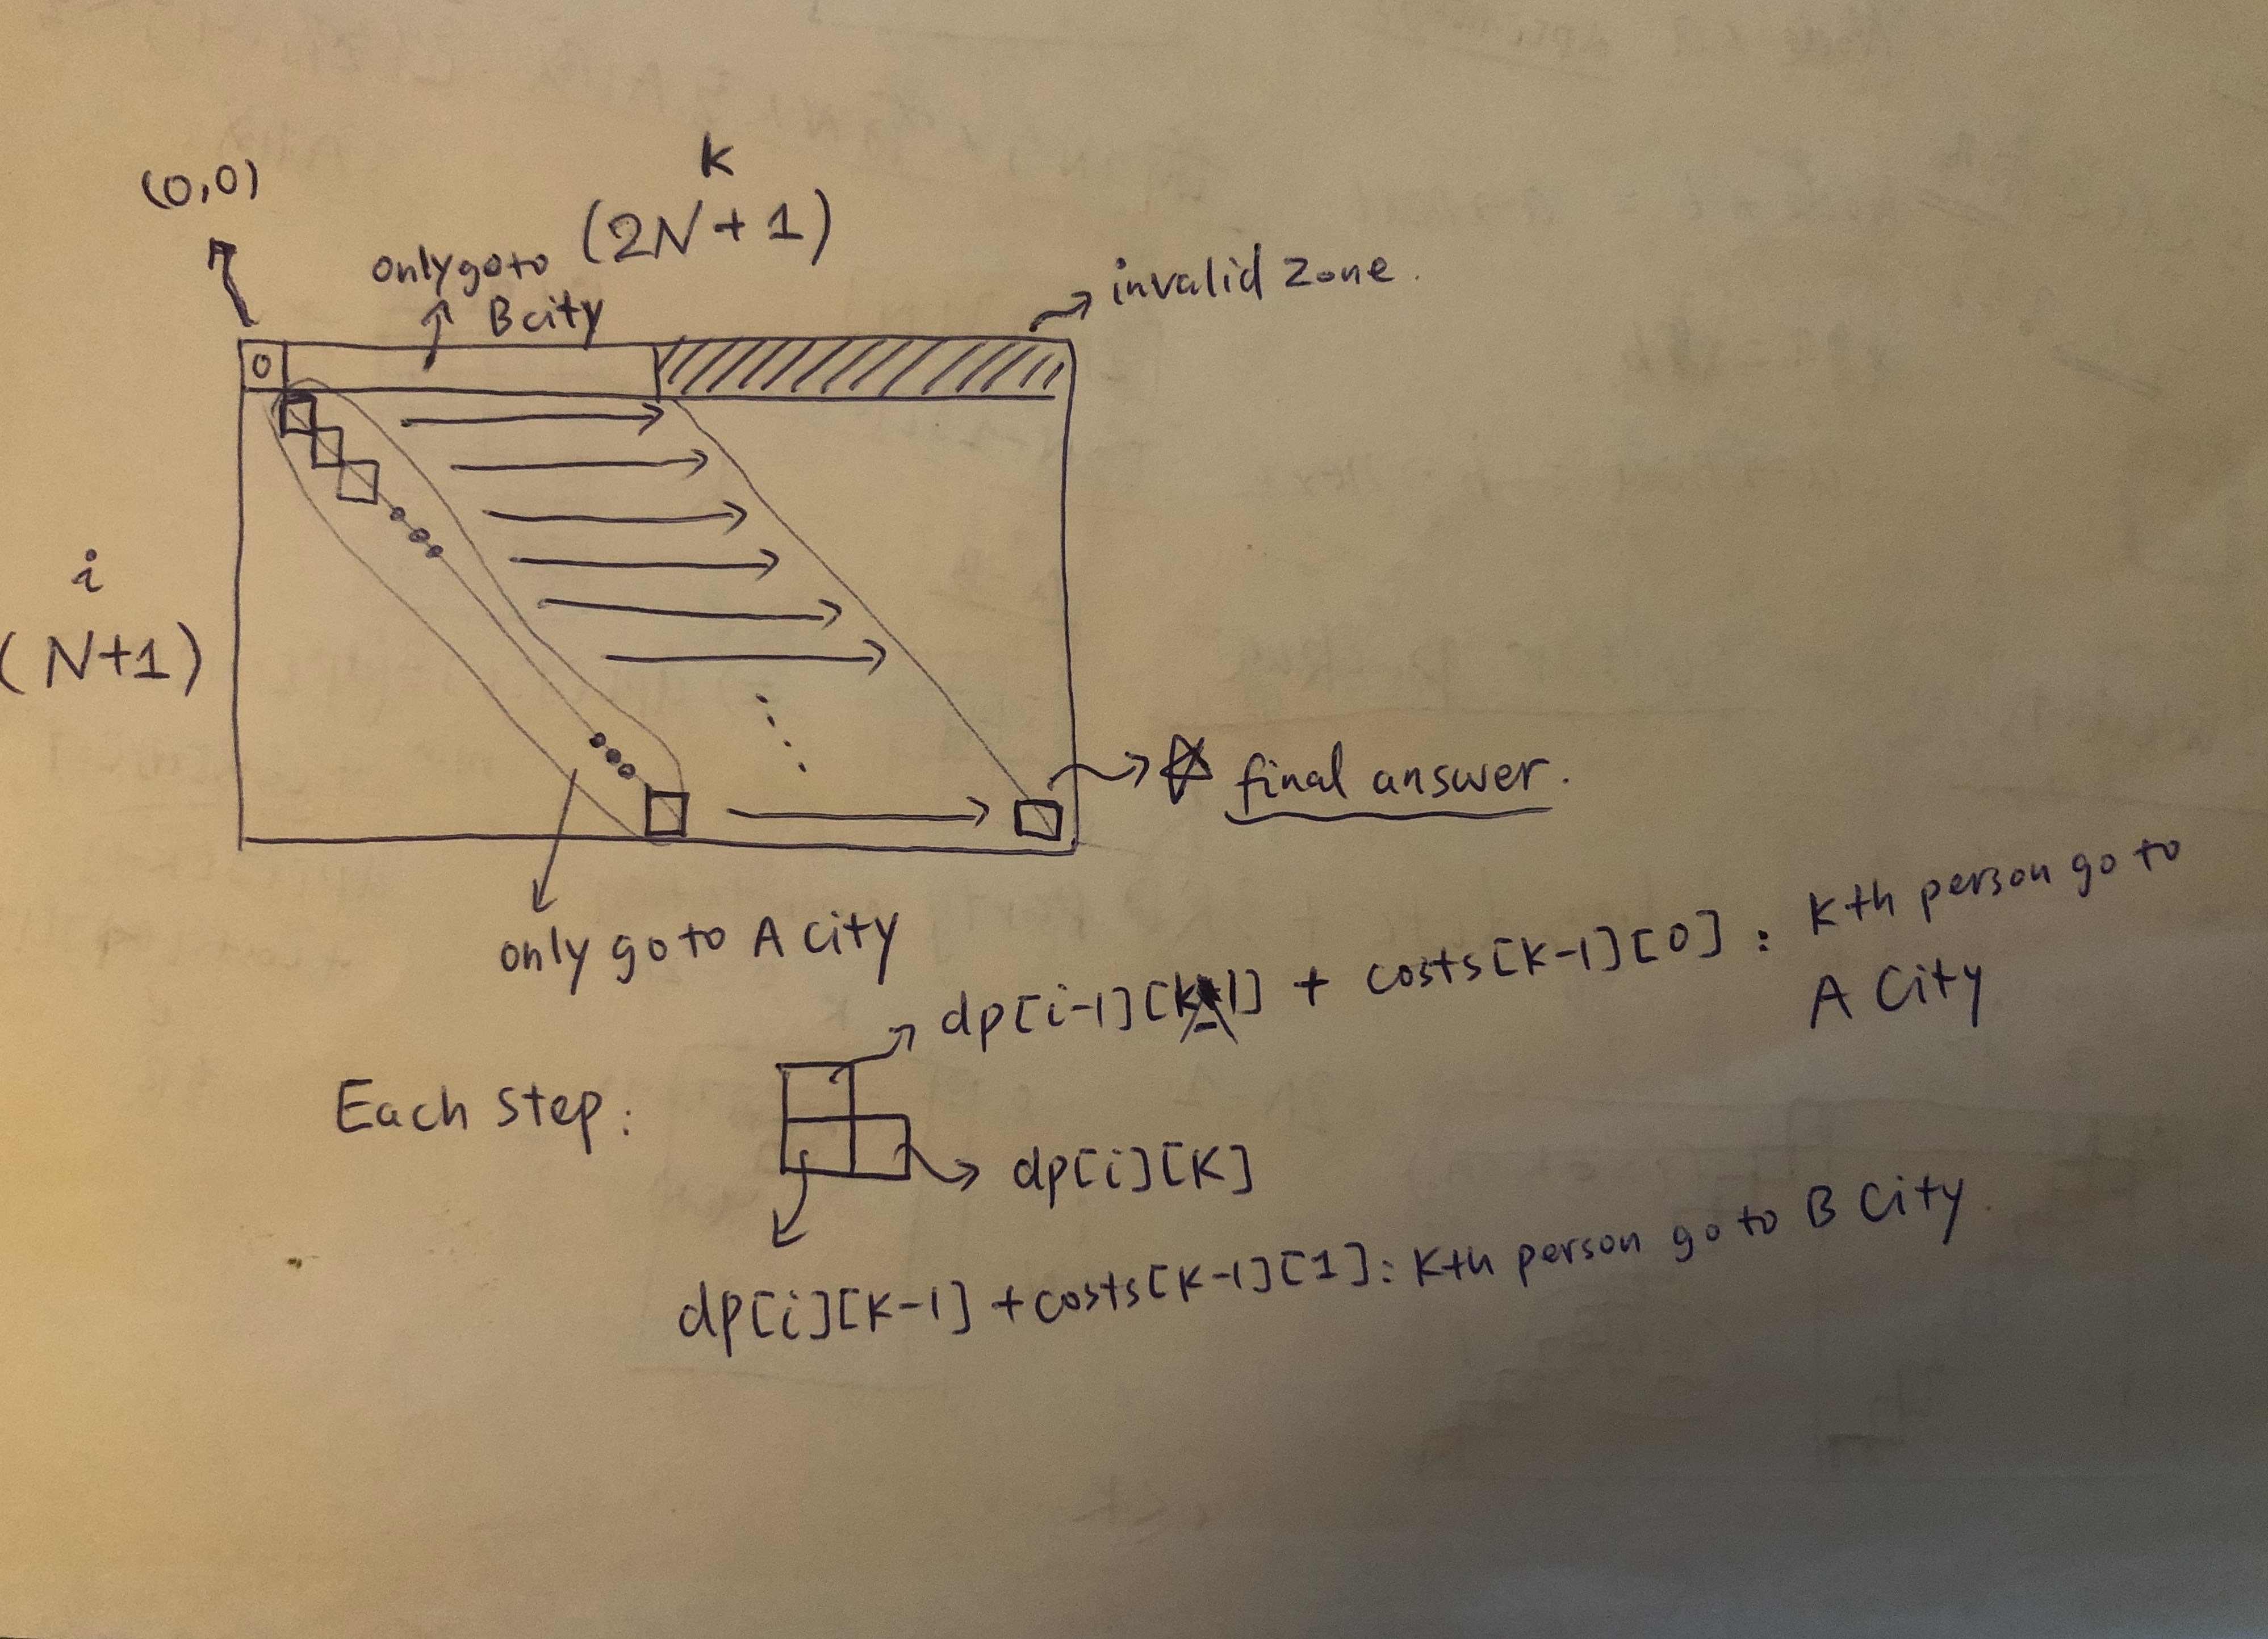 k
(0,0)
(2N+1)
only go to
B city
invalid zone.
0
i
(N+1)
final answer.
only go to A city
dp[i-1][k-1] + costs[k-1][0] : kth person go to
A City
Each step:
dp[i][k]
dp[i][k-1] + costs[k-1][1]: kth person go to B City.